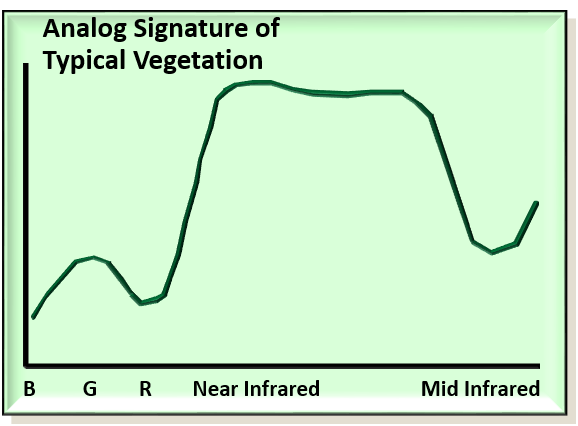 Analog Signature of
Typical Vegetation
B G R Near Infrared Mid Infrared